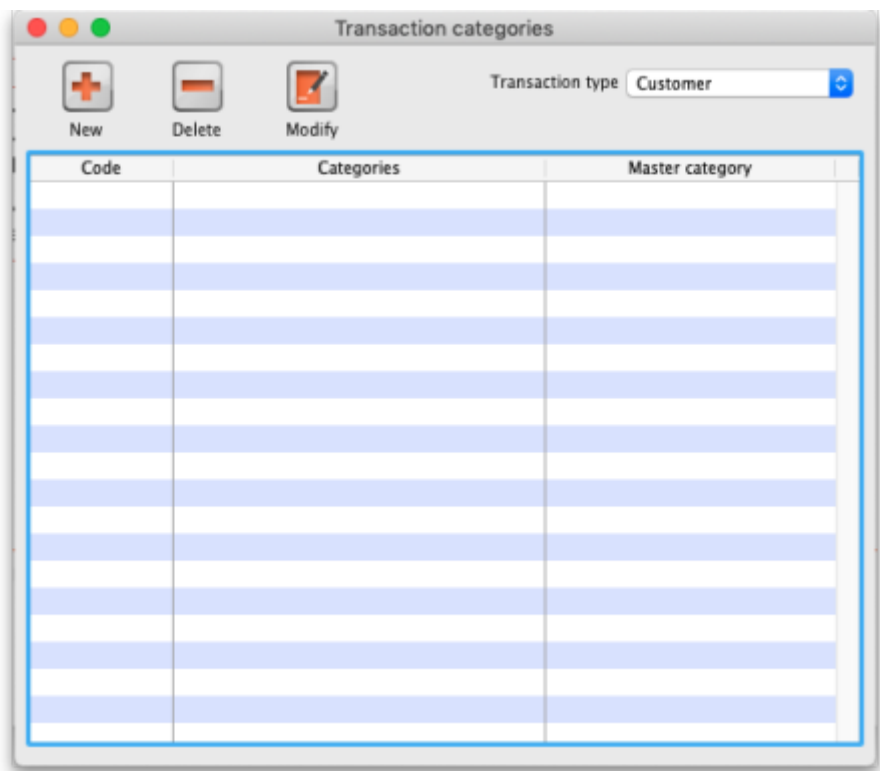 Transaction categories
Transaction type Customer
New Delete Modify
Code Categories Master category